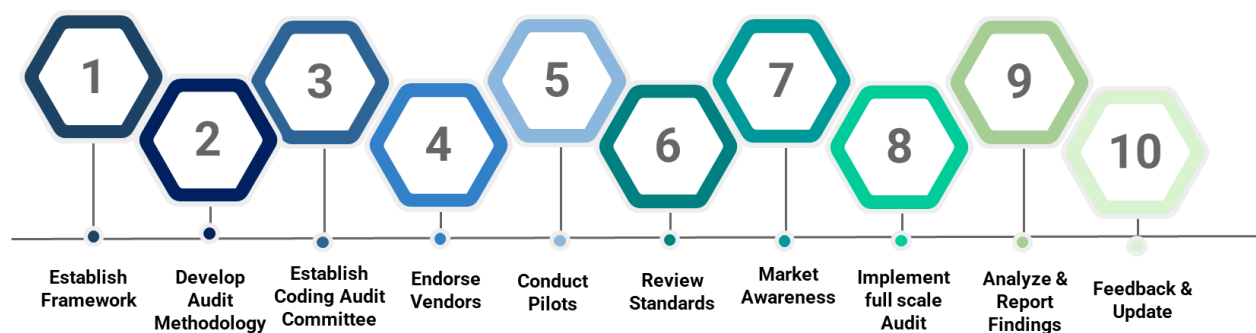 1
2
3
4
5
6
7
8
9
10
Establish
Framework
Develop
Audit
Methodology
Establish
Coding Audit
Committee
Endorse
Vendors
Conduct
Pilots
Review
Standards
Market
Awareness
Implement
full scale
Audit
Analyze &
Report
Findings
Feedback &
Update